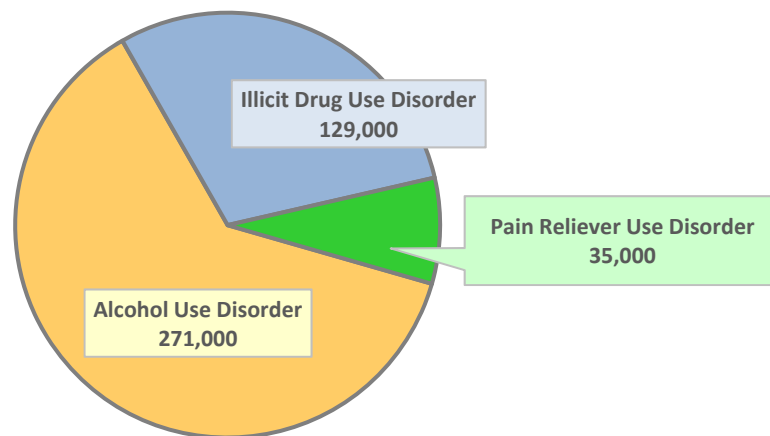 Illicit Drug Use Disorder
129,000
Pain Reliever Use Disorder
35,000
Alcohol Use Disorder
271,000